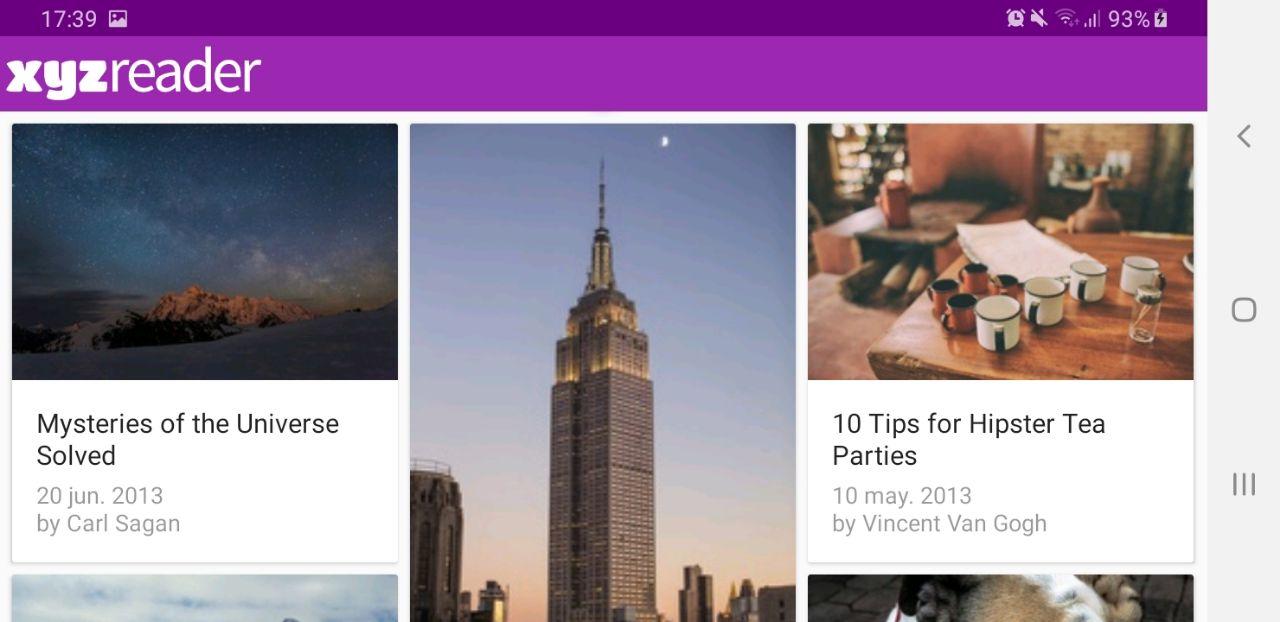 17:39
93%
xyzreader
Mysteries of the Universe
Solved
20 jun. 2013
by Carl Sagan
10 Tips for Hipster Tea
Parties
10 may. 2013
by Vincent Van Gogh